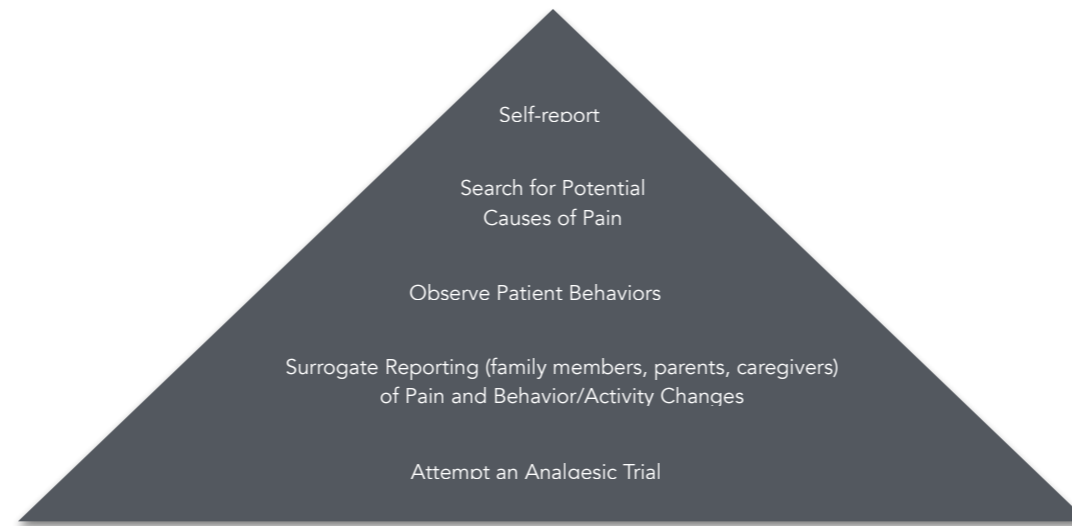 Self-report
Search for Potential
Causes of Pain
Observe Patient Behaviors
Surrogate Reporting (family members, parents, caregivers)
of Pain and Behavior/Activity Changes
Attempt an Analgesic Trial